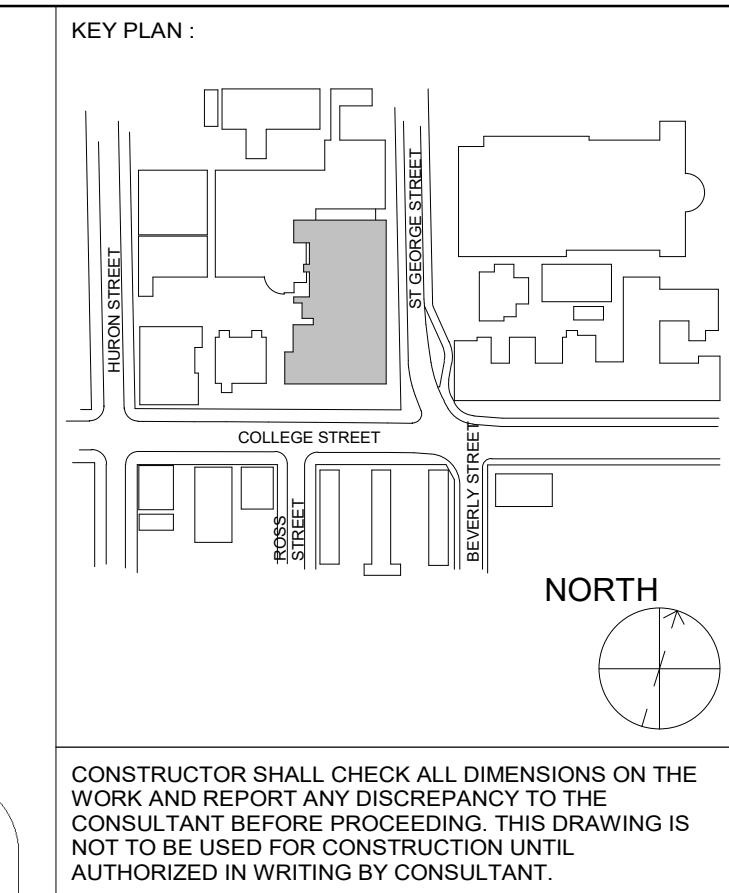 KEY PLAN :
HURON STREET
ST GEORGE STREET
COLLEGE STREET
ROSS
STREET
BEVERLY STREET
NORTH
CONSTRUCTOR SHALL CHECK ALL DIMENSIONS ON THE
WORK AND REPORT ANY DISCREPANCY TO THE
CONSULTANT BEFORE PROCEEDING. THIS DRAWING IS
NOT TO BE USED FOR CONSTRUCTION UNTIL
AUTHORIZED IN WRITING BY CONSULTANT.